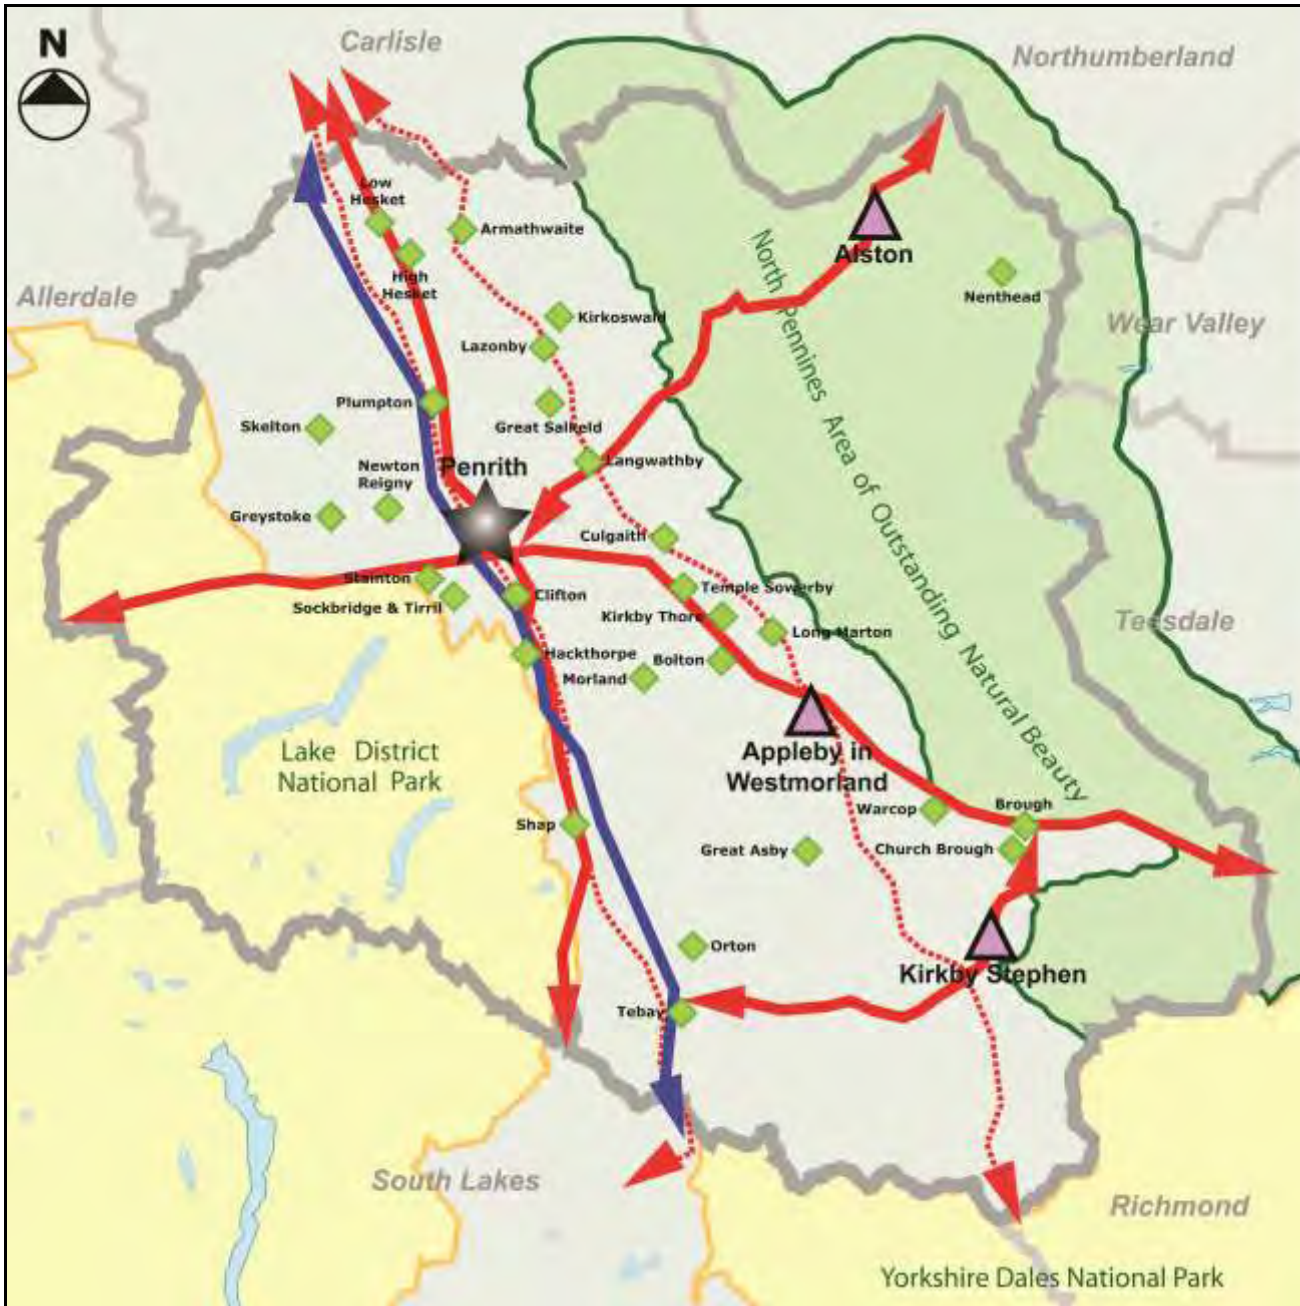 N
Carlisle
Northumberland
Low
Hesket
Armathwaite
Alston
High
Hesket
Nenthead
Allerdale
Kirkoswald
Wear Valley
Lazonby
North Pennines Area of Outstanding Natural Beauty
Plumpton
Skelton
Great Salkeld
Penrith
Langwathby
Newton
Reigny
Greystoke
Culgaith
Stainton
Temple Sowerby
Sockbridge & Tirril
Clifton
Kirkby Thore
Long Marton
Teesdale
Hackthorpe
Bolton
Morland
Lake District
National Park
Appleby in
Westmorland
Warcop
Brough
Shap
Great Asby
Church Brough
Orton
Kirkby Stephen
Tebay
South Lakes
Richmond
Yorkshire Dales National Park